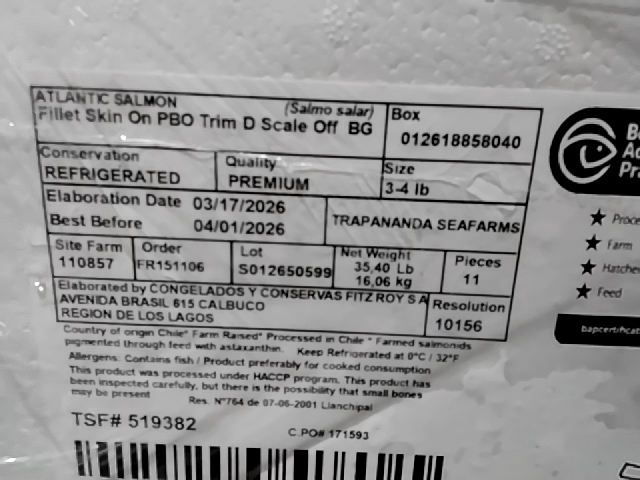 ATLANTIC SALMON
(Salmo salar)
Fillet Skin On PBO Trim D Scale Off BG
Box
012618858040
Conservation
REFRIGERATED
Quality
PREMIUM
Size
3-4 lb
Elaboration Date 03/17/2026
Best Before 04/01/2026
TRAPANANDA SEAFARMS
Site Farm
110857
Order
FR151106
Lot
S012650599
Net Weight
35,40 Lb
16,06 kg
Pieces
11
Elaborated by CONGELADOS Y CONSERVAS FITZ ROY S A
AVENIDA BRASIL 615 CALBUCO
REGION DE LOS LAGOS
Resolution
10156
Country of origin Chile* Farm Raised* Processed in Chile * Farmed salmonids
pigmented through feed with astaxanthin. Keep Refrigerated at 0°C / 32°F
Allergens: Contains fish / Product preferably for cooked consumption
This product was processed under HACCP program. This product has
been inspected carefully, but there is the possibility that small bones
may be present
Res. N°764 de 07-06-2001 Llanchipal
TSF# 519382
C.PO# 171593
★ Farm
★ Feed